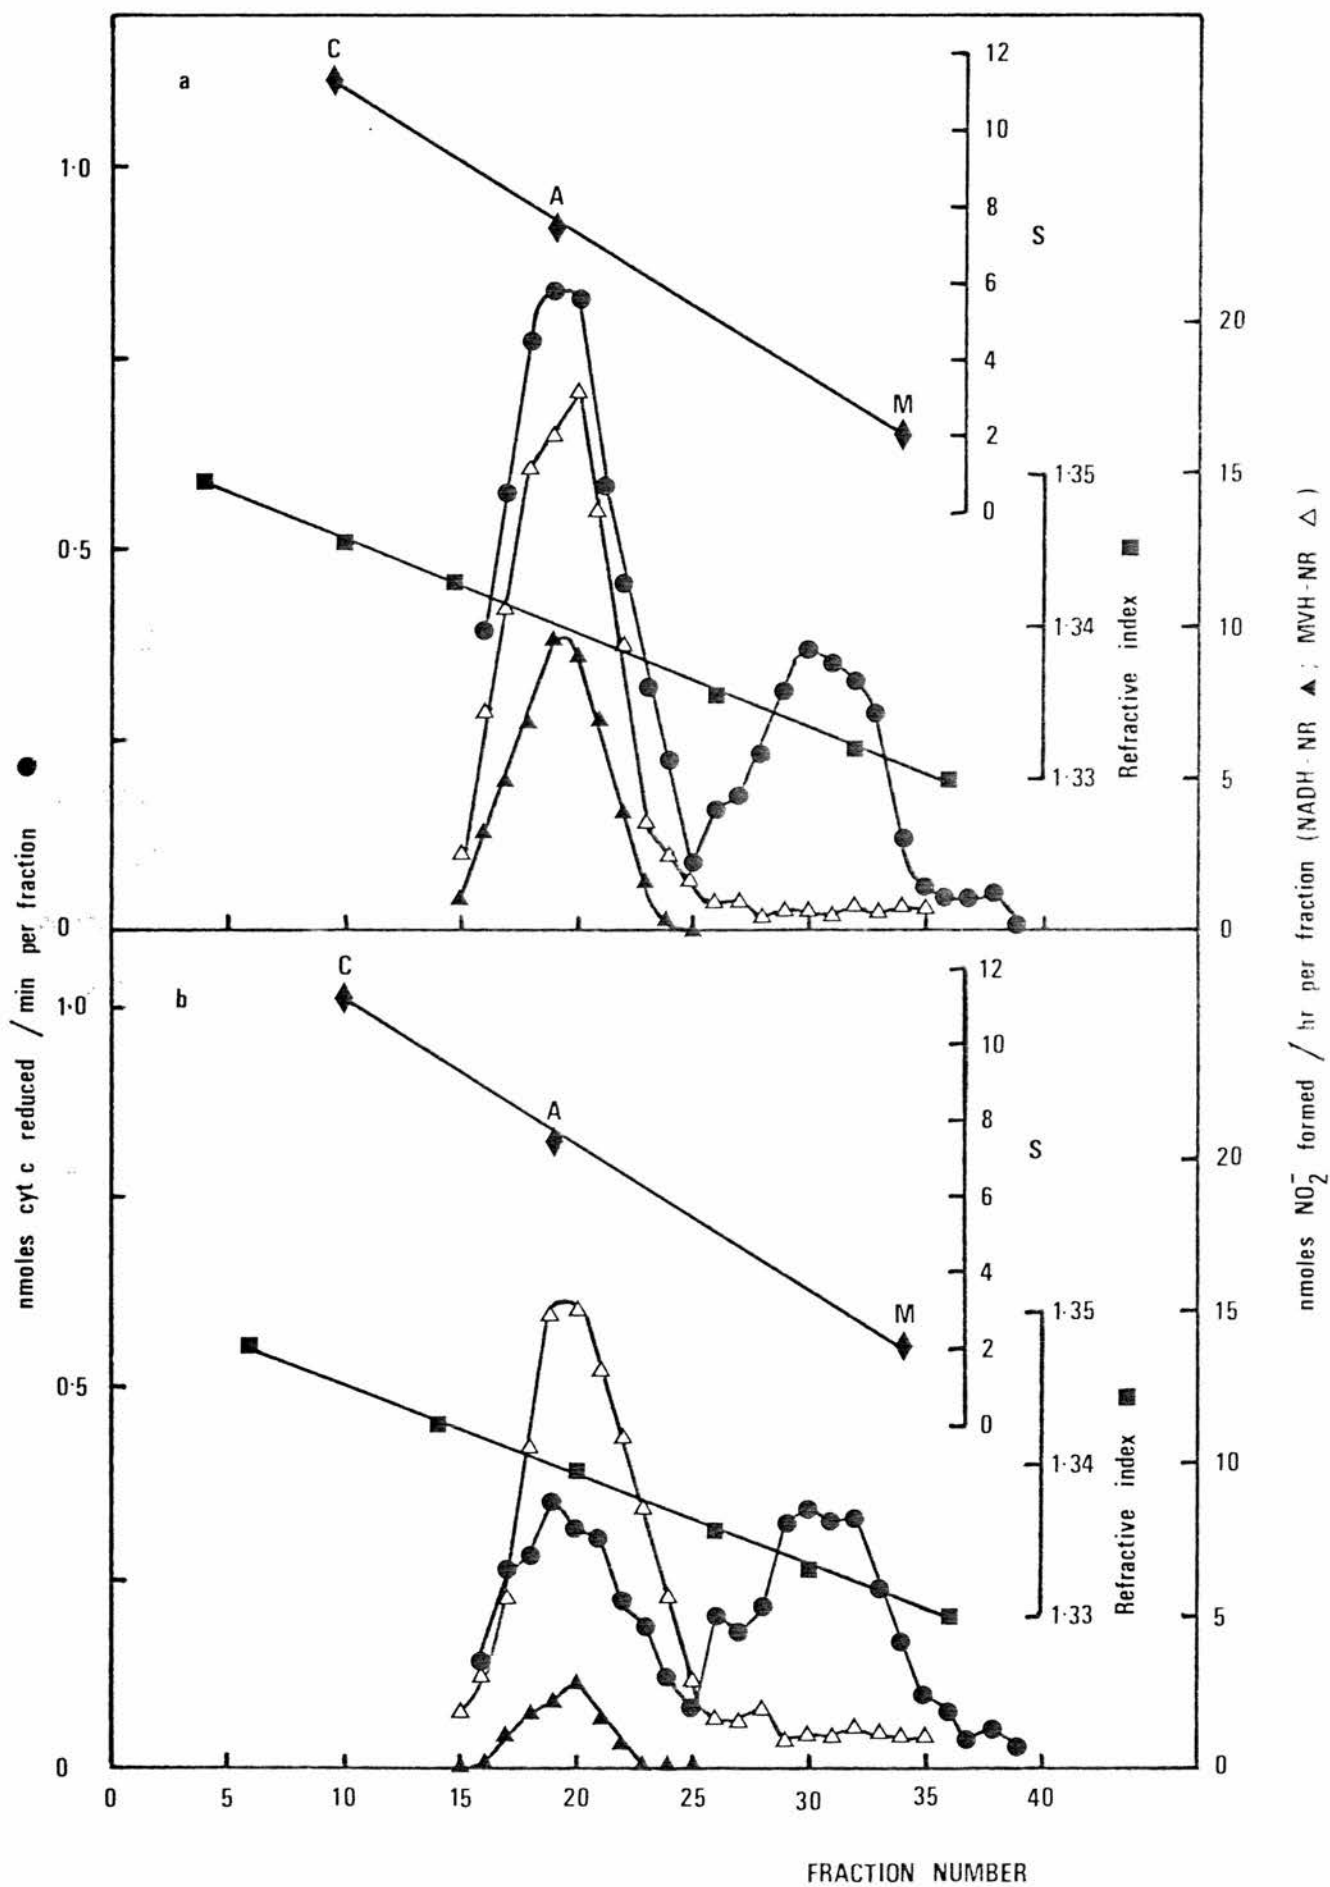 C
a
12
10
A
8
S
6
4
M
2
0
1·0
0·5
0
20
15
10
5
0
1·35
1·34
1·33
Refractive index
nmoles cyt c reduced / min per fraction
nmoles NO₂⁻ formed / hr per fraction (NADH-NR ▲; MVH-NR △)
C
b
12
10
A
8
S
6
4
M
2
0
1·0
0·5
0
20
15
10
5
0
1·35
1·34
1·33
Refractive index
0 5 10 15 20 25 30 35 40
FRACTION NUMBER